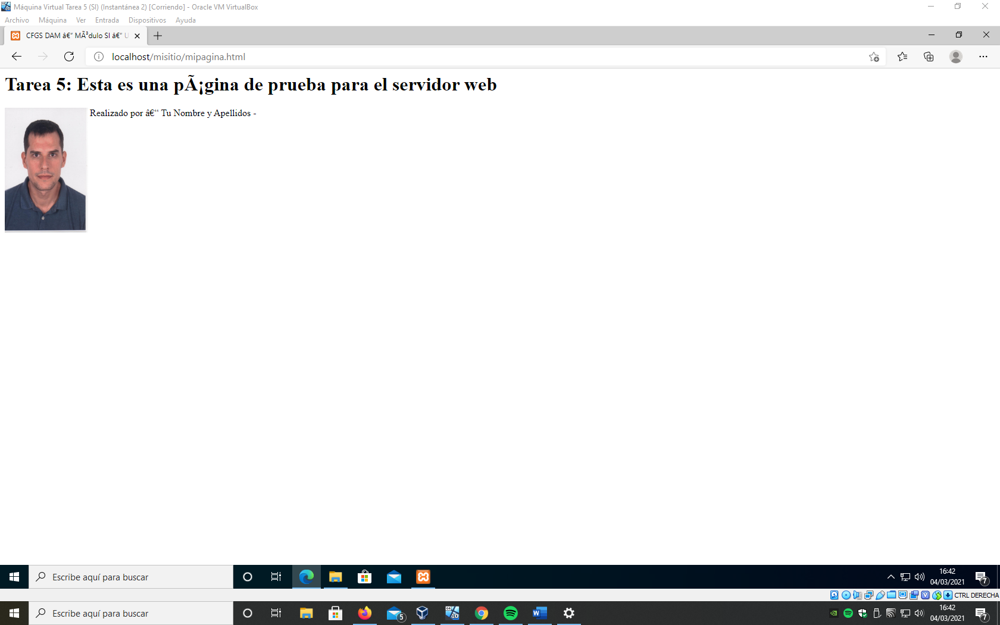 Máquina Virtual Tarea 5 (SI) (Instantánea 2) [Corriendo] - Oracle VM VirtualBox
Archivo Máquina Ver Entrada Dispositivos Ayuda
CFGS DAM â€“ MÃ³dulo SI â€“ U
localhost/misitio/mipagina.html
Tarea 5: Esta es una pÃ¡gina de prueba para el servidor web
Realizado por â€“ Tu Nombre y Apellidos -
Escribe aquí para buscar
16:42
04/03/2021
7
CTRL DERECHA
Escribe aquí para buscar
5
10
16:42
04/03/2021
7